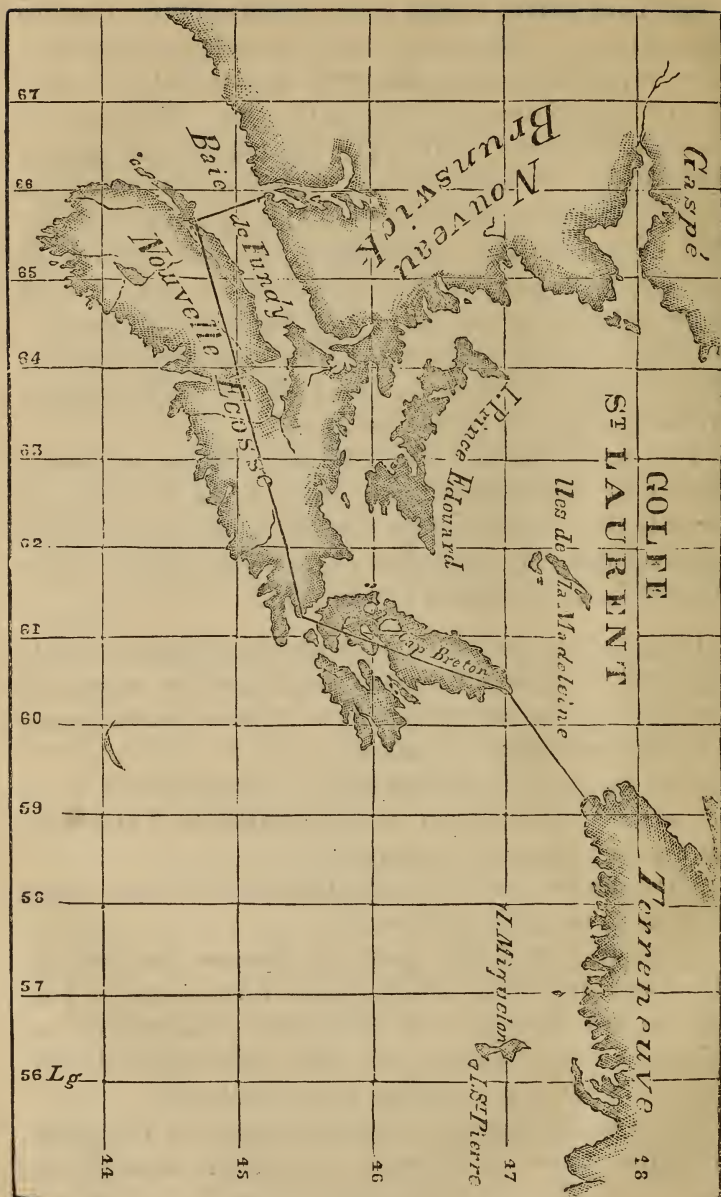 Gaspé
Nouveau
Brunswick
GOLFE
ST LAURENT
Iles de la Madeleine
I. Prince Edouard
Baie
de Fundy
Nouvelle Ecosse
Cap Breton
Terreneuve
I. Miquelon
I. St Pierre
67
66
65
64
63
62
61
60
59
58
57
56 Lg
44
45
46
47
48